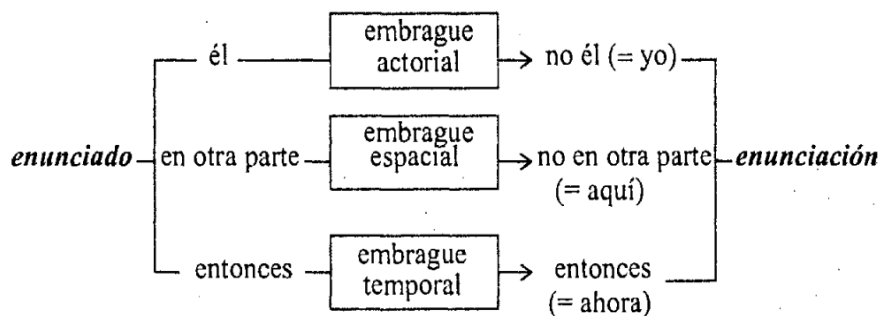 él
embrague
actorial
no él (= yo)
enunciado
en otra parte
embrague
espacial
no en otra parte
(= aquí)
enunciación
entonces
embrague
temporal
entonces
(= ahora)